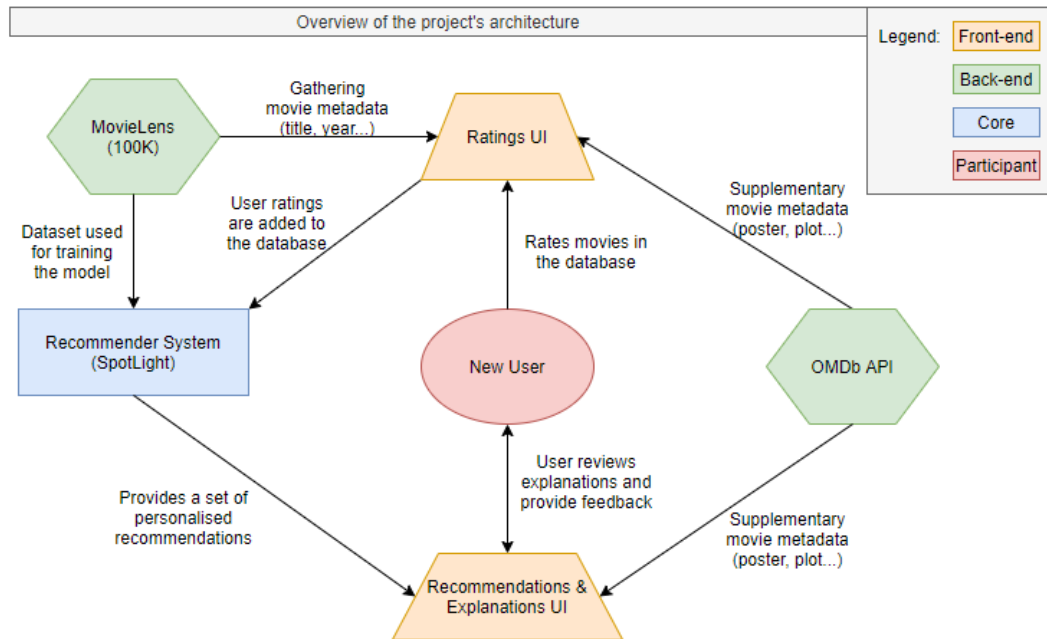 Overview of the project's architecture
Legend:
Front-end
Back-end
Core
Participant
MovieLens
(100K)
Gathering
movie metadata
(title, year...)
Ratings UI
Dataset used
for training
the model
User ratings
are added to
the database
Rates movies in
the database
Supplementary
movie metadata
(poster, plot...)
Recommender System
(SpotLight)
New User
OMDb API
Provides a set of
personalised
recommendations
User reviews
explanations and
provide feedback
Supplementary
movie metadata
(poster, plot...)
Recommendations &
Explanations UI